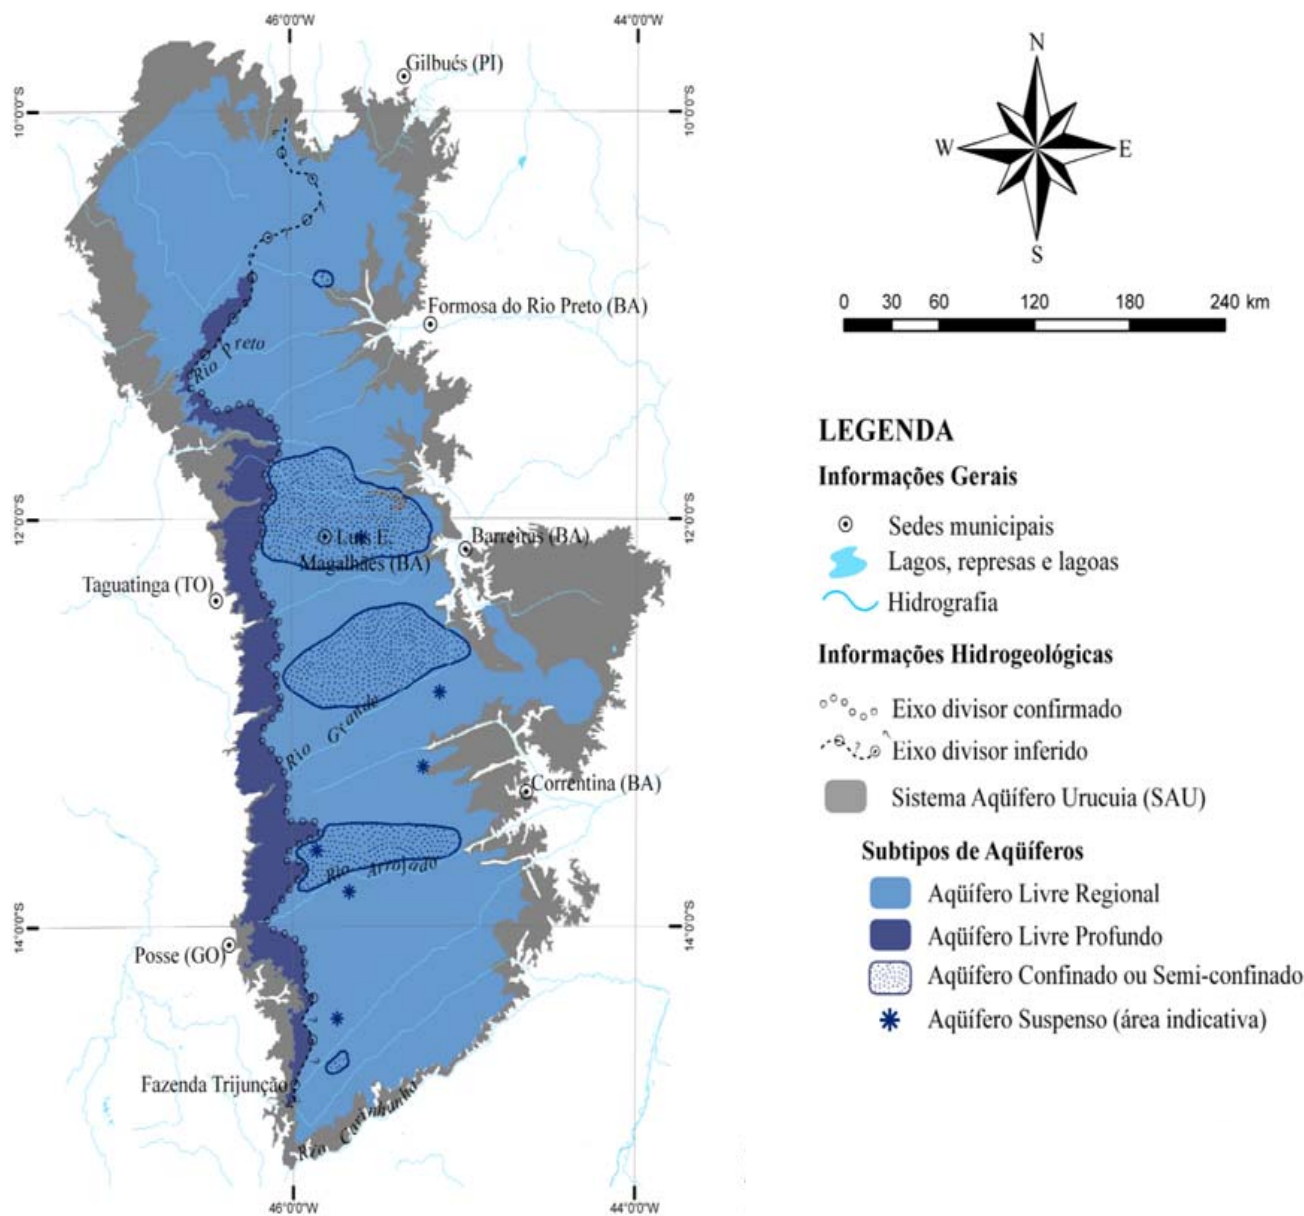 46°0'0"W
44°0'0"W
Gilbués (PI)
10°0'0"S
10°0'0"S
Formosa do Rio Preto (BA)
Rio Preto
12°0'0"S
12°0'0"S
Luis E.
Magalhães (BA)
Barreiras (BA)
Taguatinga (TO)
Rio Grande
Correntina (BA)
Rio Arrojado
14°0'0"S
14°0'0"S
Posse (GO)
Fazenda Trijunção
Rio Carinhanha
46°0'0"W
44°0'0"W
N
W
E
S
0 30 60 120 180 240 km
LEGENDA
Informações Gerais
Sedes municipais
Lagos, represas e lagoas
Hidrografia
Informações Hidrogeológicas
Eixo divisor confirmado
Eixo divisor inferido
Sistema Aqüífero Urucuia (SAU)
Subtipos de Aqüíferos
Aqüífero Livre Regional
Aqüífero Livre Profundo
Aqüífero Confinado ou Semi-confinado
Aqüífero Suspenso (área indicativa)